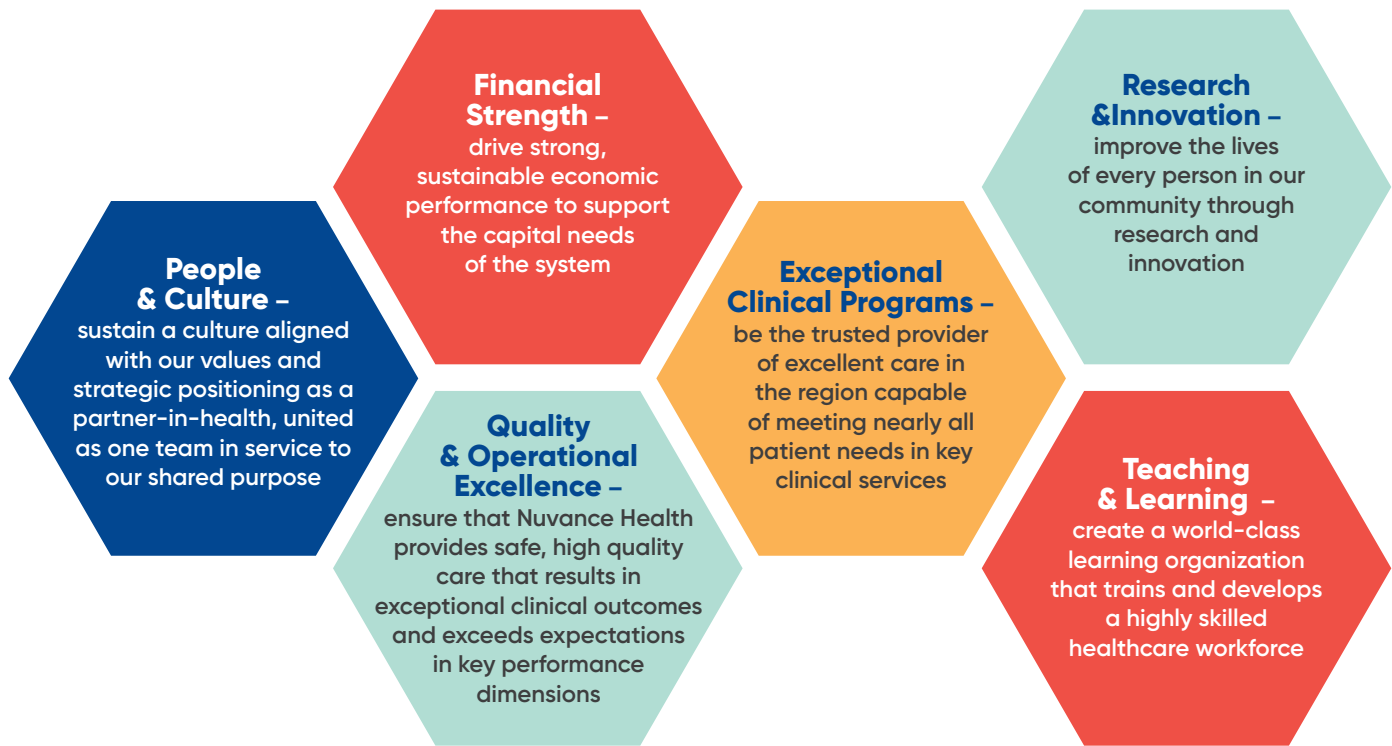 Financial
Strength –
drive strong,
sustainable economic
performance to support
the capital needs
of the system
Research
&Innovation –
improve the lives
of every person in our
community through
research and
innovation
People
& Culture –
sustain a culture aligned
with our values and
strategic positioning as a
partner-in-health, united
as one team in service to
our shared purpose
Exceptional
Clinical Programs –
be the trusted provider
of excellent care in
the region capable
of meeting nearly all
patient needs in key
clinical services
Quality
& Operational
Excellence –
ensure that Nuvance Health
provides safe, high quality
care that results in
exceptional clinical outcomes
and exceeds expectations
in key performance
dimensions
Teaching
& Learning –
create a world-class
learning organization
that trains and develops
a highly skilled
healthcare workforce